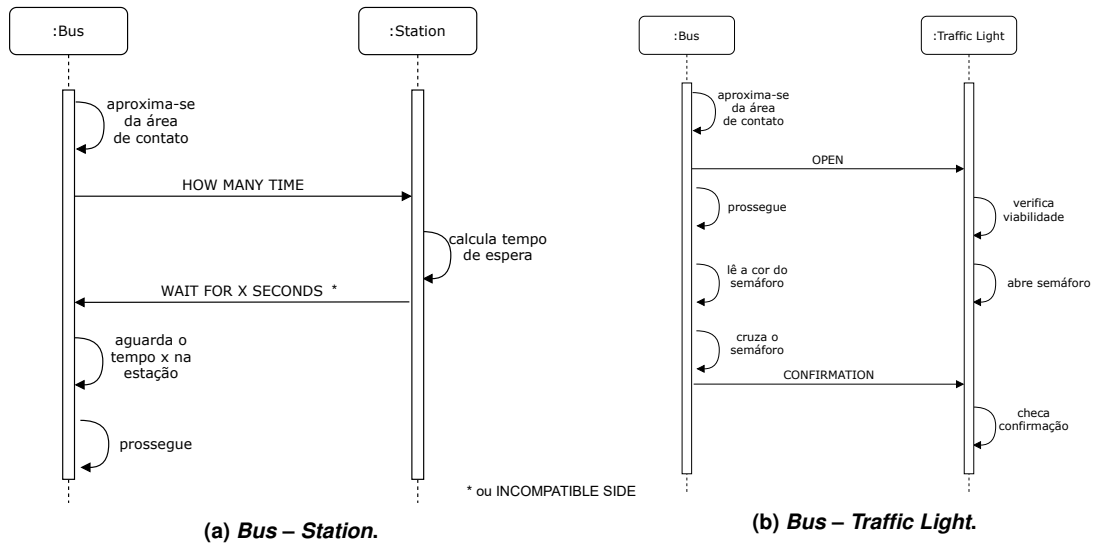 :Bus
:Station
aproxima-se
da área
de contato
HOW MANY TIME
calcula tempo
de espera
WAIT FOR X SECONDS *
aguarda o
tempo x na
estação
prossegue
* ou INCOMPATIBLE SIDE
(a) Bus – Station.
:Bus
:Traffic Light
aproxima-se
da área
de contato
OPEN
prossegue
verifica
viabilidade
lê a cor do
semáforo
abre semáforo
cruza o
semáforo
CONFIRMATION
checa
confirmação
(b) Bus – Traffic Light.